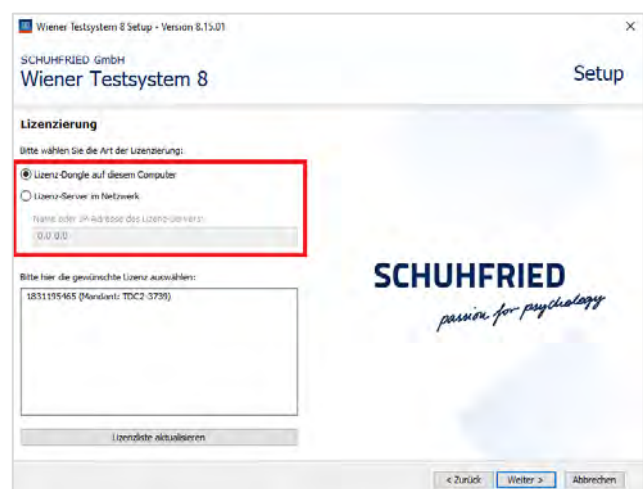 Wiener Testsystem 8 Setup - Version 8.15.01
SCHUHFRIED GmbH
Wiener Testsystem 8
Setup
Lizenzierung
Bitte wählen Sie die Art der Lizenzierung:
Lizenz-Dongle auf diesem Computer
Lizenz-Server im Netzwerk
Name oder IP-Adresse des Lizenz-Servers:
0.0.0.0
Bitte hier die gewünschte Lizenz auswählen:
1831195465 (Mandant: TDC2-3739)
Lizenzliste aktualisieren
SCHUHFRIED
passion for psychology
< Zurück
Weiter >
Abbrechen